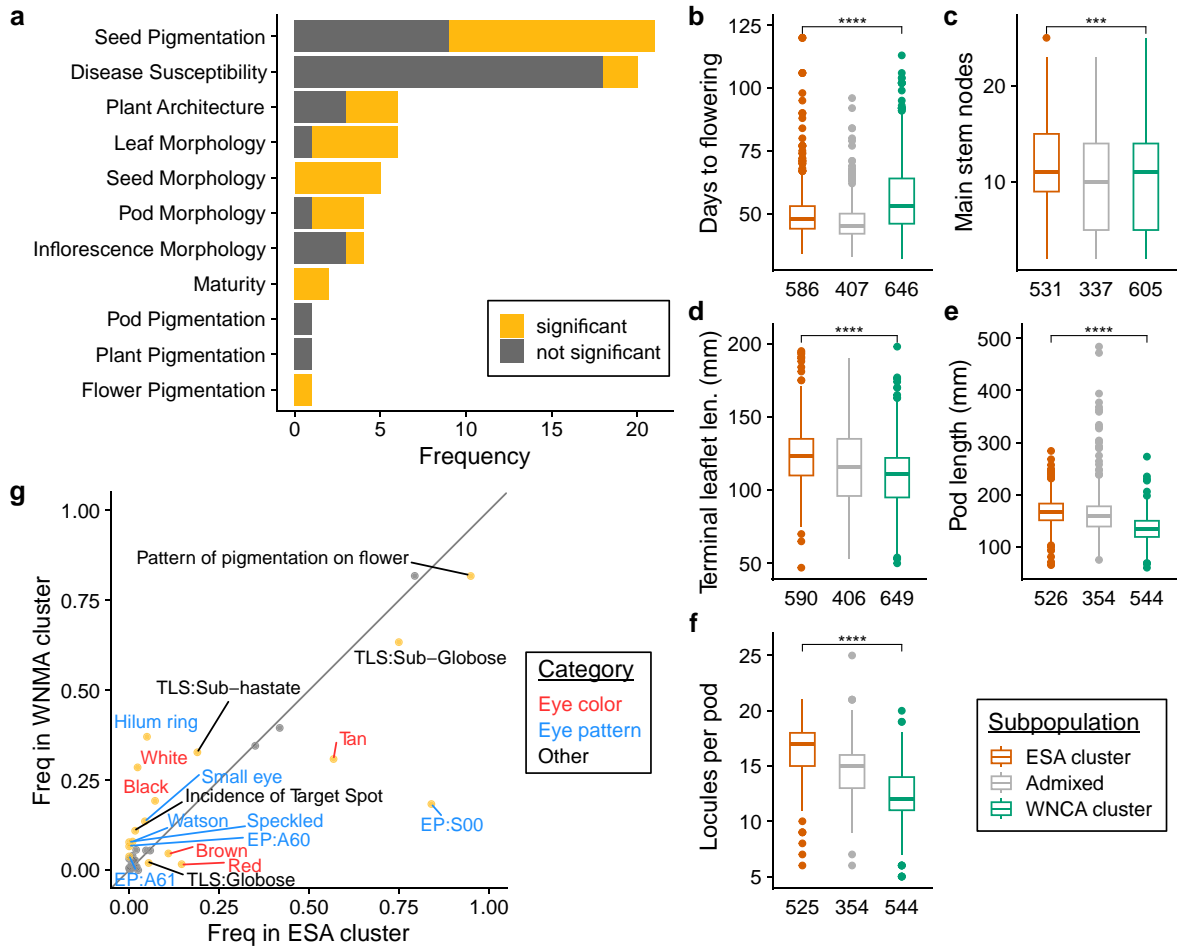 a
Seed Pigmentation
Disease Susceptibility
Plant Architecture
Leaf Morphology
Seed Morphology
Pod Morphology
Inflorescence Morphology
Maturity
Pod Pigmentation
Plant Pigmentation
Flower Pigmentation
0 5 10 15 20
Frequency
significant
not significant
b
****
Days to flowering
125
100
75
50
586 407 646
c
***
Main stem nodes
20
10
531 337 605
d
****
Terminal leaflet len. (mm)
200
150
100
50
590 406 649
e
****
Pod length (mm)
500
400
300
200
100
526 354 544
f
****
Locules per pod
25
20
15
10
5
525 354 544
Subpopulation
ESA cluster
Admixed
WNCA cluster
g
Freq in WNMA cluster
1.00
0.75
0.50
0.25
0.00
Pattern of pigmentation on flower
TLS:Sub-Globose
TLS:Sub-hastate
Hilum ring
White
Tan
Black
Small eye
Incidence of Target Spot
Watson
Speckled
EP:S00
EP:A60
Brown
Red
EP:A61
TLS:Globose
0.00 0.25 0.50 0.75 1.00
Freq in ESA cluster
Category
Eye color
Eye pattern
Other